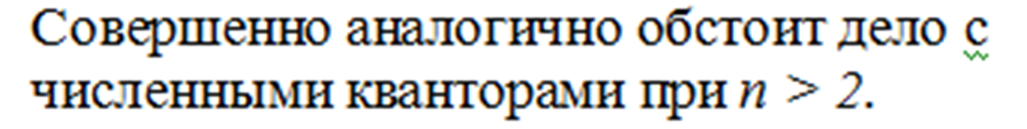 Совершенно аналогично обстоит дело с
численными кванторами при n > 2.